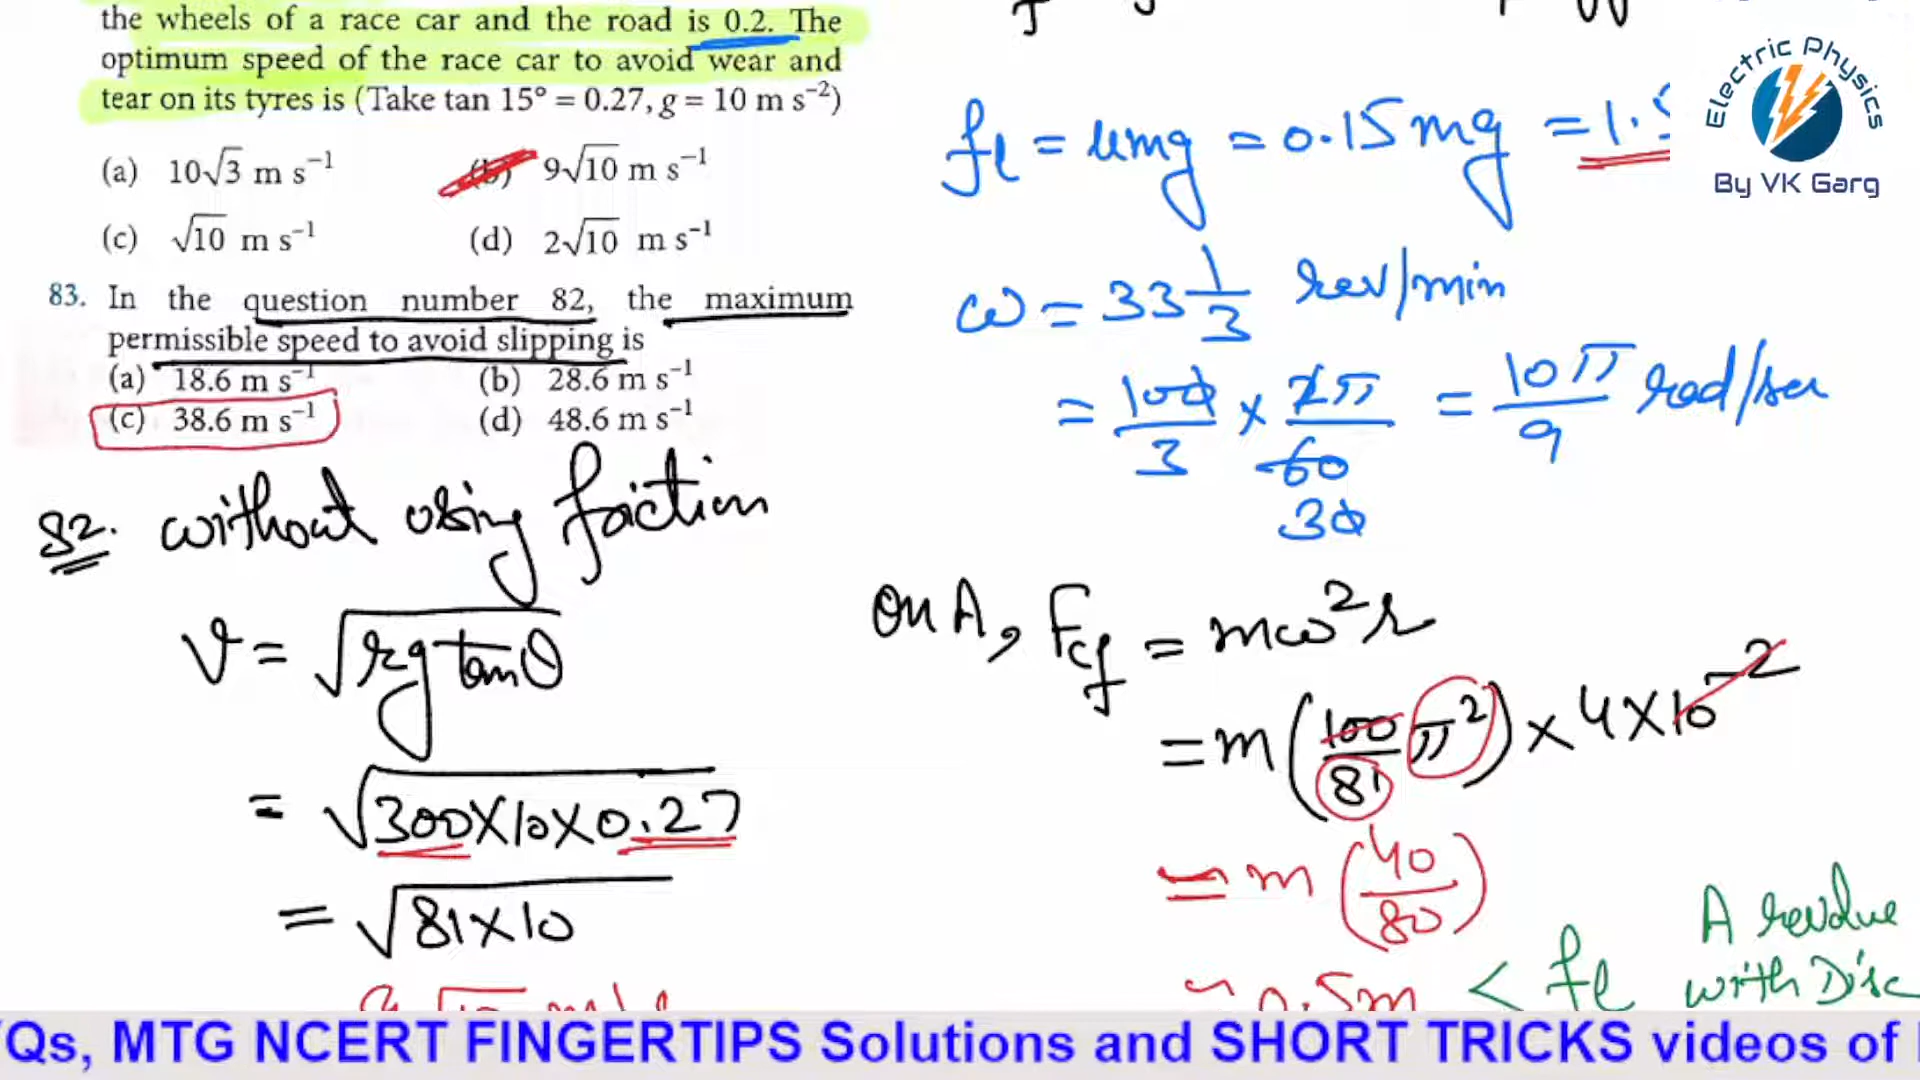 the wheels of a race car and the road is 0.2. The
optimum speed of the race car to avoid wear and
tear on its tyres is (Take tan 15° = 0.27, g = 10 m s⁻²)
(a) 10√3 m s⁻¹
(b) 9√10 m s⁻¹
(c) √10 m s⁻¹
(d) 2√10 m s⁻¹
83. In the question number 82, the maximum
permissible speed to avoid slipping is
(a) 18.6 m s⁻¹
(b) 28.6 m s⁻¹
(c) 38.6 m s⁻¹
(d) 48.6 m s⁻¹
82. without using friction
v = √rg tanθ
= √300×10×0.27
= √81×10
fl = μmg = 0.15mg = 1.5
ω = 33 1/3 rev/min
= 100/3 × 2π/60 = 10π/9 rad/sec
30
on A, Fcf = mω²r
= m(100/81 π²) × 4×10⁻²
= m(40/80)
≈ 0.5m < fl
A revolve
with Disc
Electric Physics
By VK Garg
Qs, MTG NCERT FINGERTIPS Solutions and SHORT TRICKS videos of